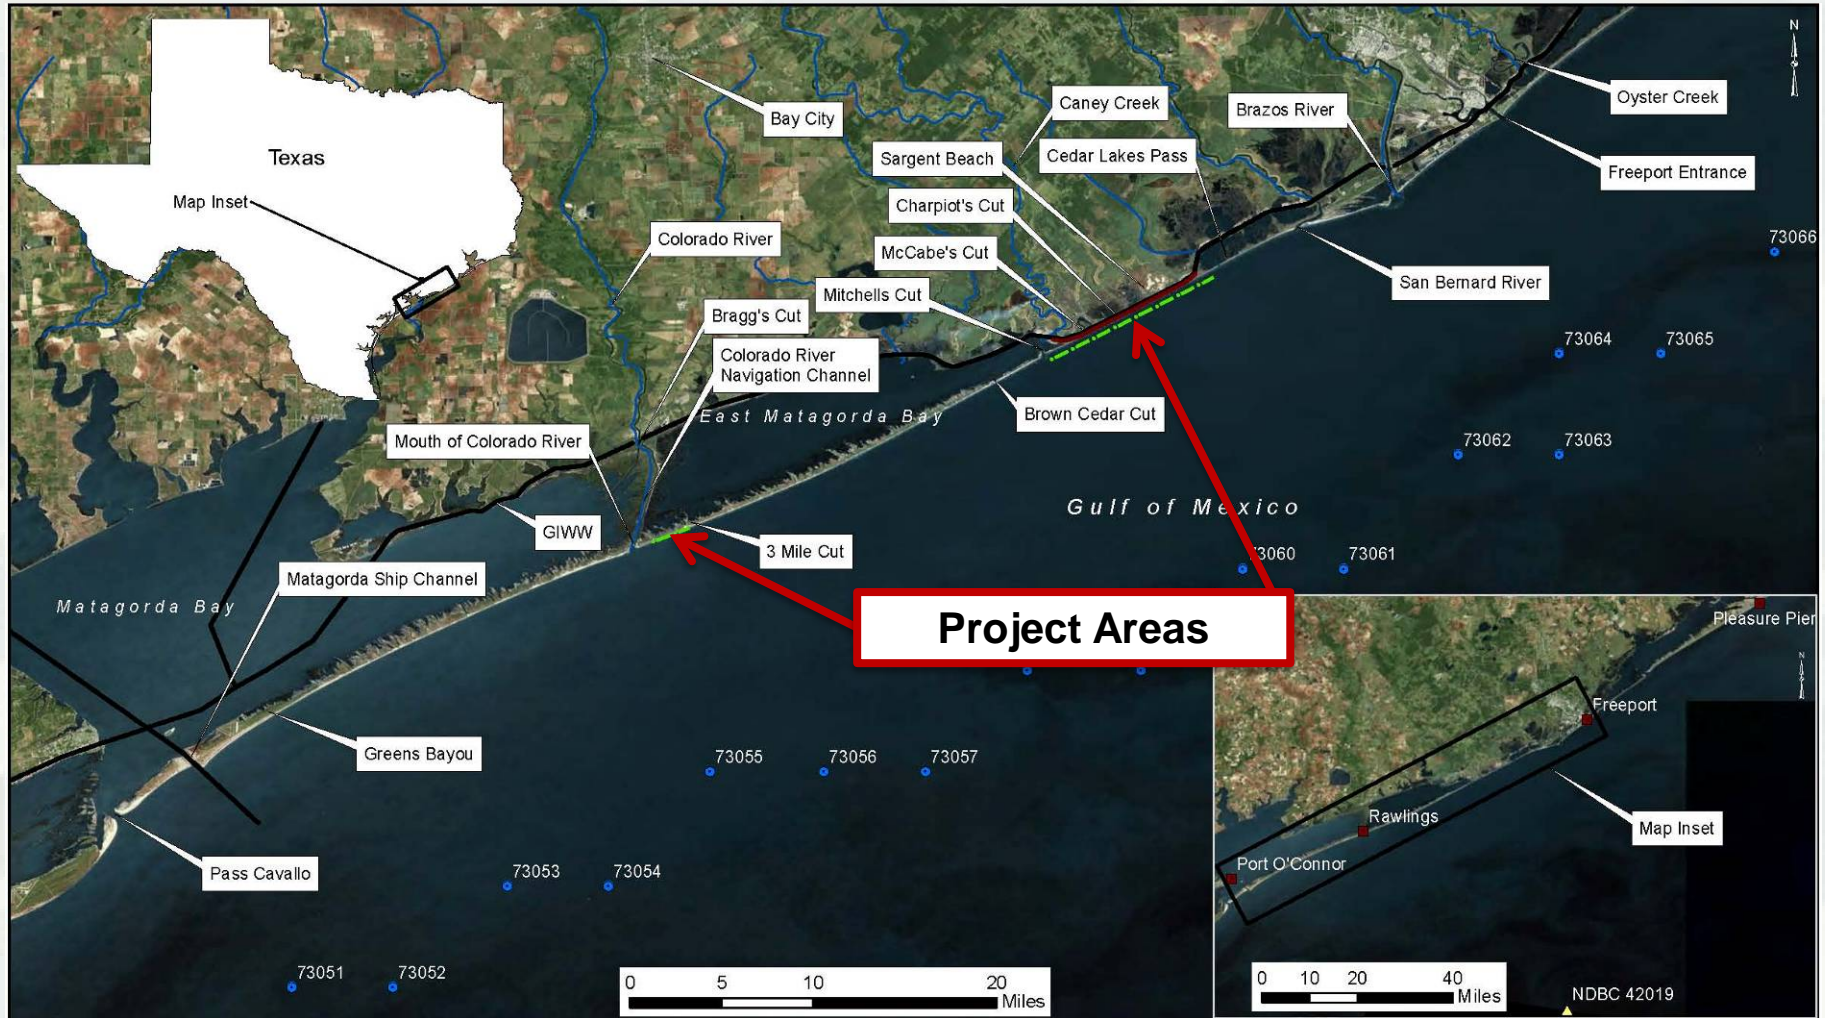 N
Texas
Map Inset
Bay City
Caney Creek
Brazos River
Oyster Creek
Sargent Beach
Cedar Lakes Pass
Freeport Entrance
Charpiot's Cut
Colorado River
McCabe's Cut
73066
Mitchells Cut
San Bernard River
Bragg's Cut
Colorado River
Navigation Channel
73064
73065
East Matagorda Bay
Brown Cedar Cut
Mouth of Colorado River
73062
73063
Gulf of Mexico
GIWW
3 Mile Cut
73060
73061
Matagorda Ship Channel
Matagorda Bay
Project Areas
Pleasure Pier
N
Freeport
Greens Bayou
73055
73056
73057
Rawlings
Map Inset
Pass Cavallo
73053
73054
Port O'Connor
73051
73052
0 5 10 20
Miles
0 10 20 40
Miles
NDBC 42019